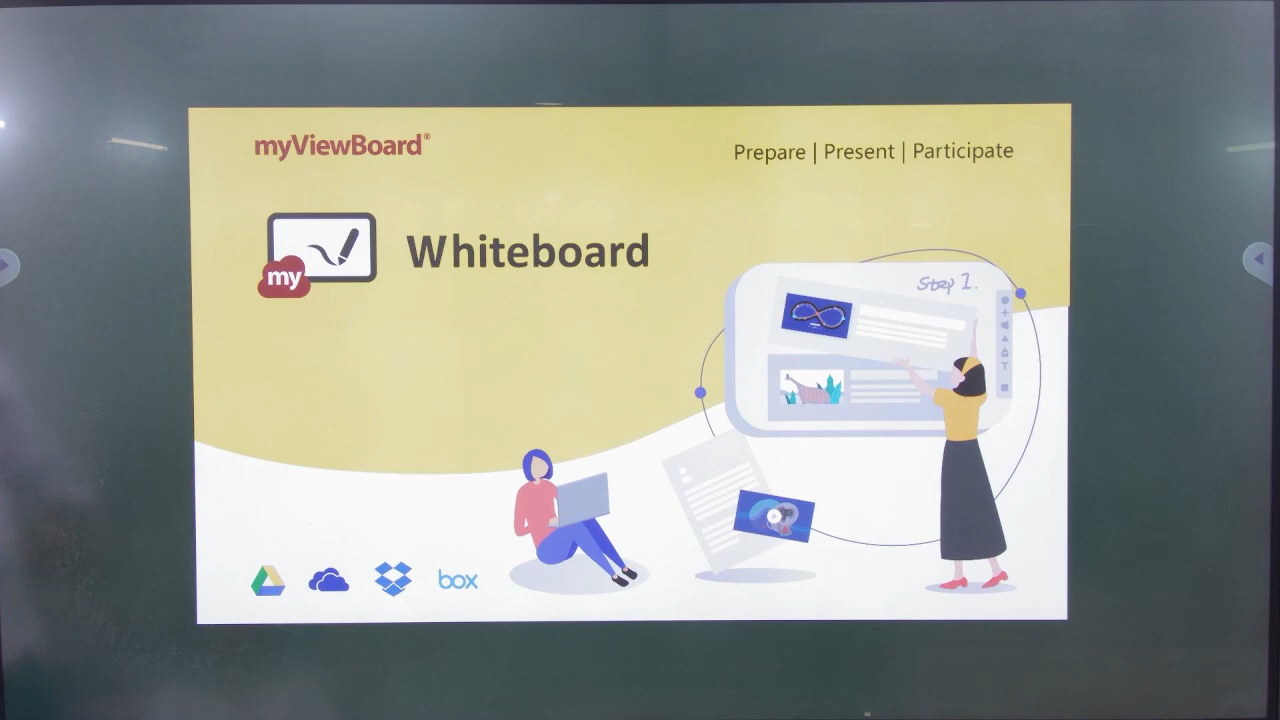 myViewBoard®
Prepare | Present | Participate
my
Whiteboard
Step 1.
T
box